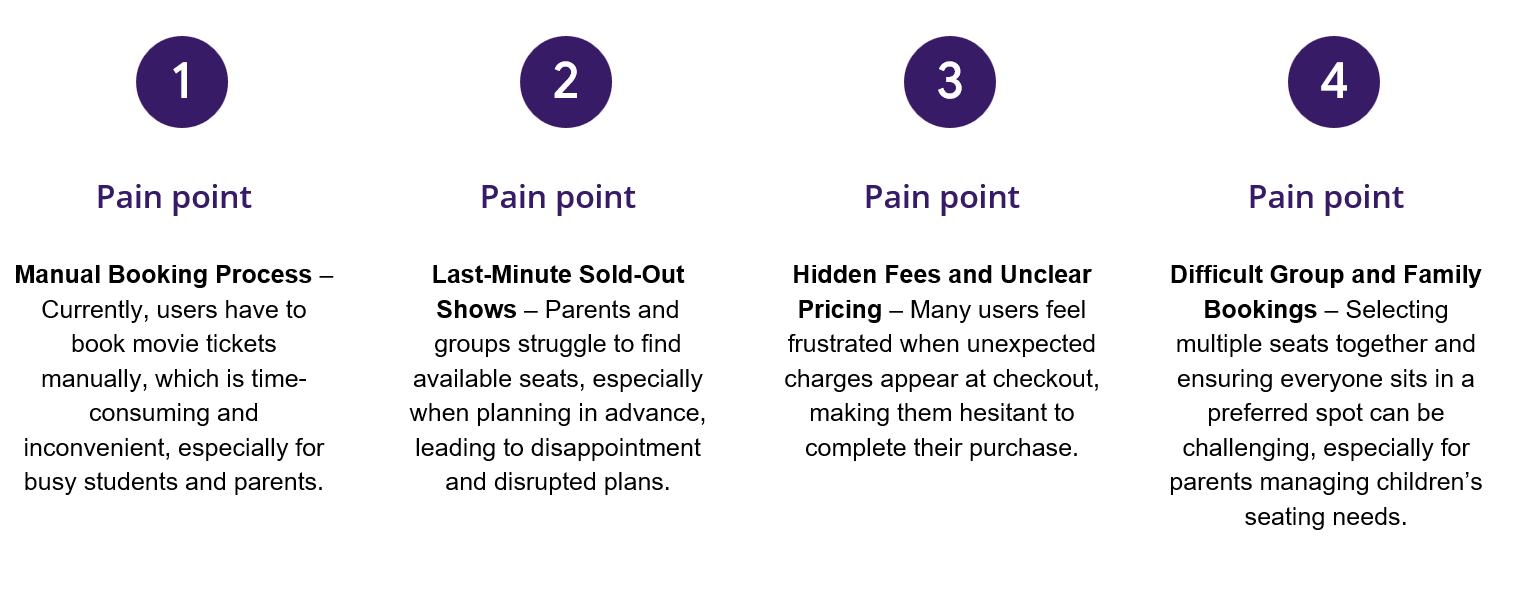 1
Pain point
Manual Booking Process –
Currently, users have to
book movie tickets
manually, which is time-
consuming and
inconvenient, especially for
busy students and parents.
2
Pain point
Last-Minute Sold-Out
Shows – Parents and
groups struggle to find
available seats, especially
when planning in advance,
leading to disappointment
and disrupted plans.
3
Pain point
Hidden Fees and Unclear
Pricing – Many users feel
frustrated when unexpected
charges appear at checkout,
making them hesitant to
complete their purchase.
4
Pain point
Difficult Group and Family
Bookings – Selecting
multiple seats together and
ensuring everyone sits in a
preferred spot can be
challenging, especially for
parents managing children’s
seating needs.